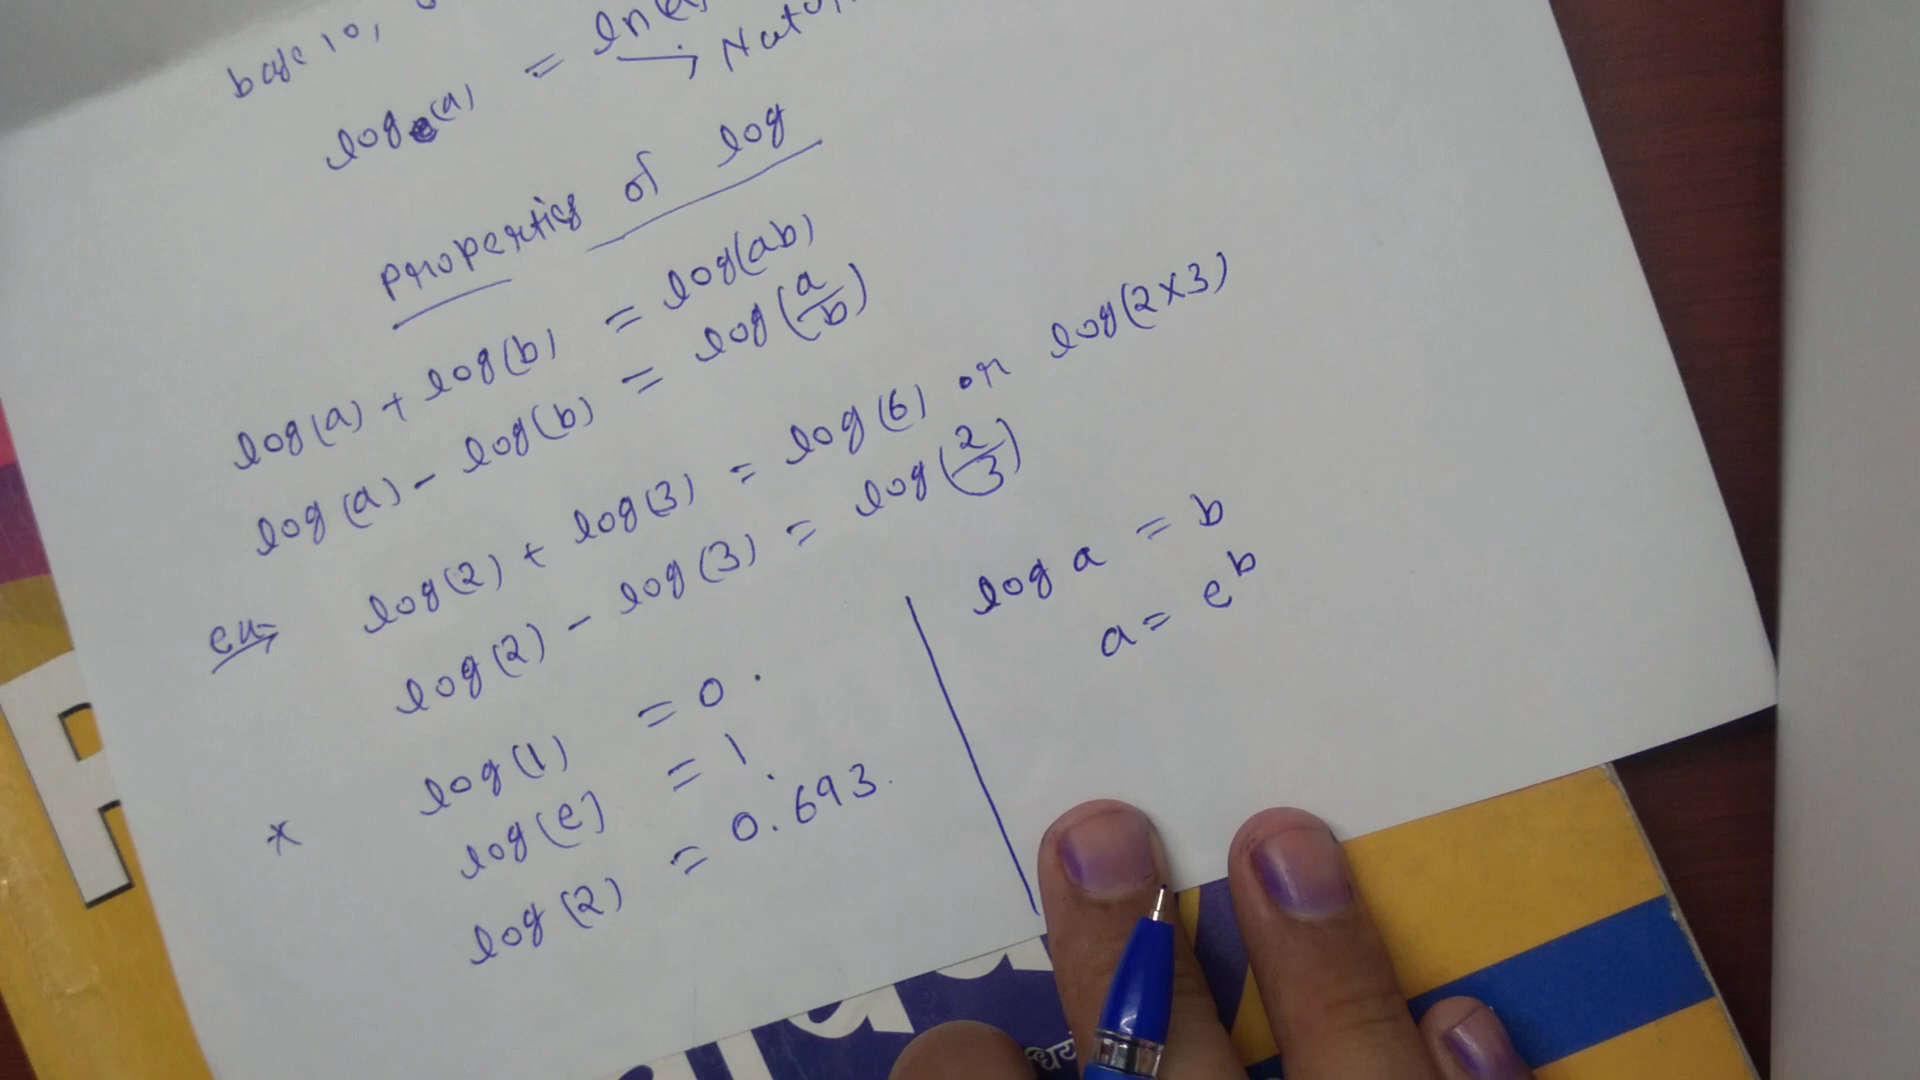 base 10,
logₑ(a) = ln(a)
Properties of log
log(a) + log(b) = log(ab)
log(a) - log(b) = log(a/b)
ex→ log(2) + log(3) = log(6) or log(2×3)
log(2) - log(3) = log(2/3)
* log(1) = 0.
log(e) = 1.
log(2) = 0.693.
log a = b
a = e^b